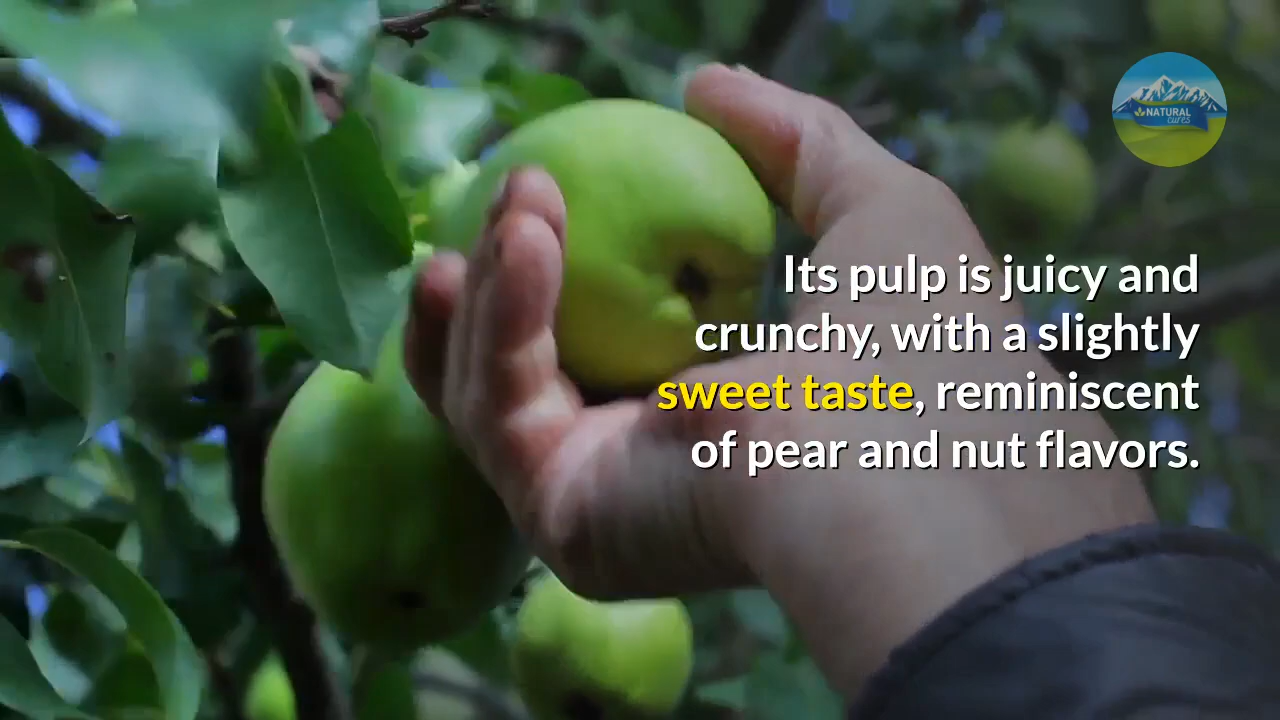 NATURAL
cures
Its pulp is juicy and
crunchy, with a slightly
sweet taste, reminiscent
of pear and nut flavors.